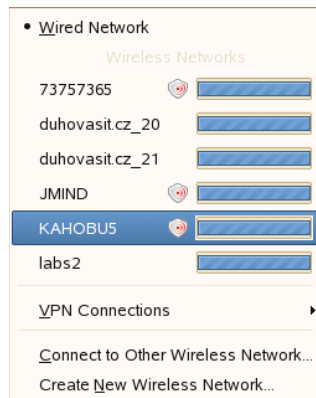 Wired Network
Wireless Networks
73757365
duhovasit.cz_20
duhovasit.cz_21
JMIND
KAHOBU5
labs2
VPN Connections
Connect to Other Wireless Network...
Create New Wireless Network...